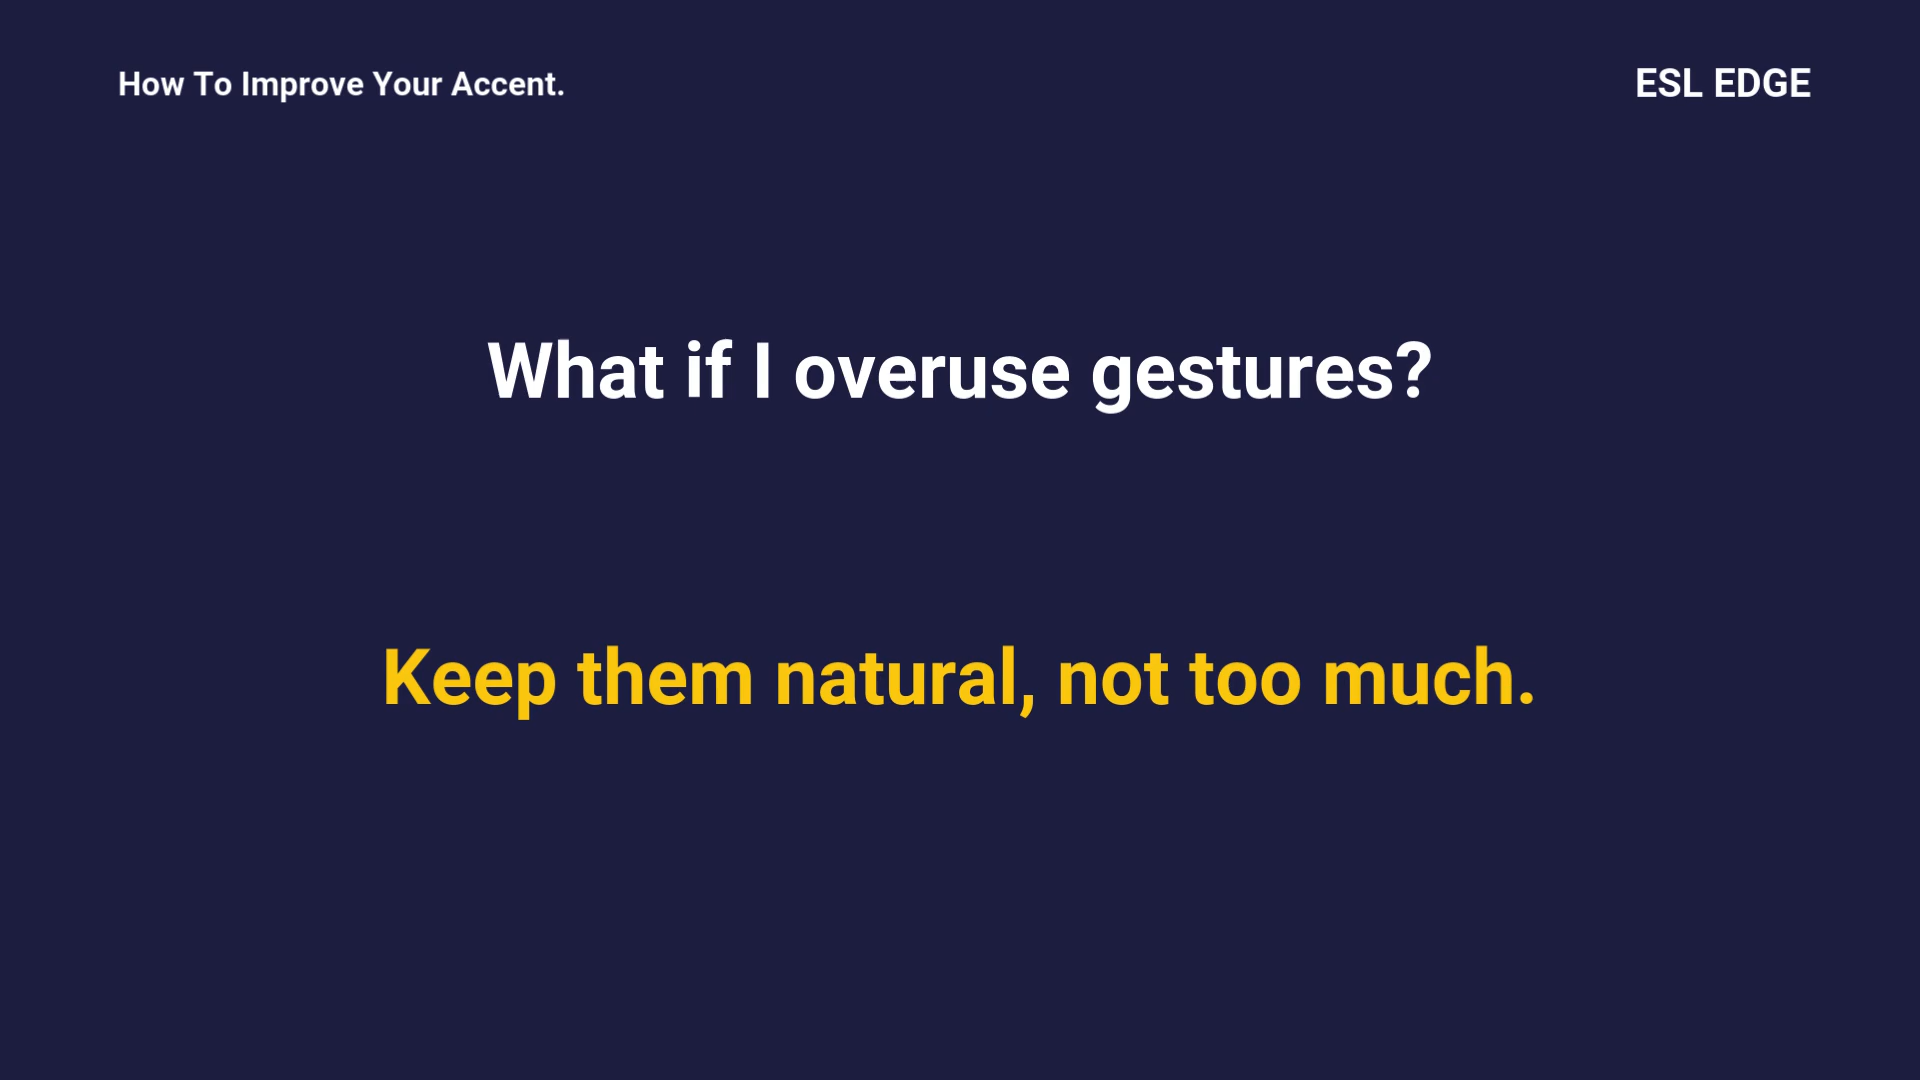 How To Improve Your Accent.
ESL EDGE
What if I overuse gestures?
Keep them natural, not too much.